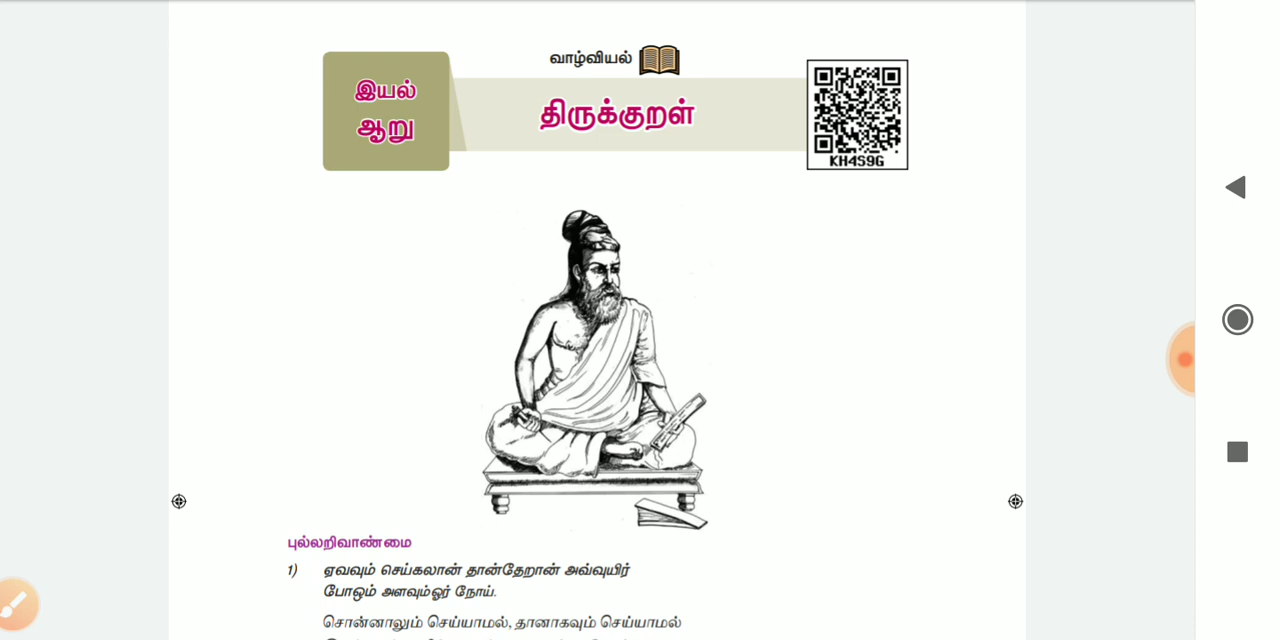 வாழ்வியல்
இயல்
ஆறு
திருக்குறள்
KH4S9G
புல்லறிவாண்மை
1) ஏவவும் செய்கலான் தான்தேறான் அவ்வுயிர்
போஒம் அளவும்ஓர் நோய்.
சொன்னாலும் செய்யாமல், தானாகவும் செய்யாமல்